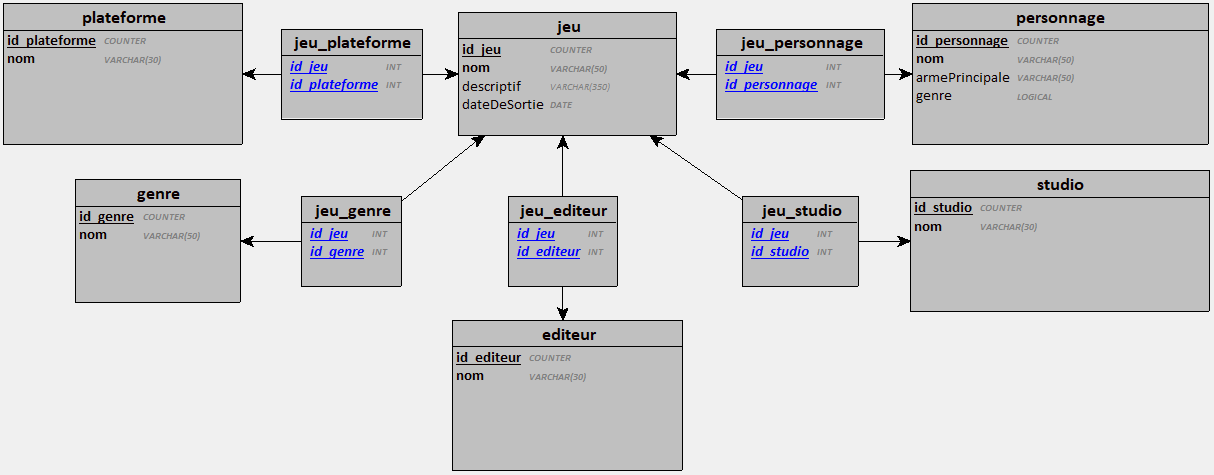 plateforme
id_plateforme COUNTER
nom VARCHAR(30)
jeu_plateforme
id_jeu INT
id_plateforme INT
jeu
id_jeu COUNTER
nom VARCHAR(50)
descriptif VARCHAR(350)
dateDeSortie DATE
jeu_personnage
id_jeu INT
id_personnage INT
personnage
id_personnage COUNTER
nom VARCHAR(50)
armePrincipale VARCHAR(50)
genre LOGICAL
genre
id_genre COUNTER
nom VARCHAR(50)
jeu_genre
id_jeu INT
id_genre INT
jeu_editeur
id_jeu INT
id_editeur INT
jeu_studio
id_jeu INT
id_studio INT
studio
id_studio COUNTER
nom VARCHAR(30)
editeur
id_editeur COUNTER
nom VARCHAR(30)